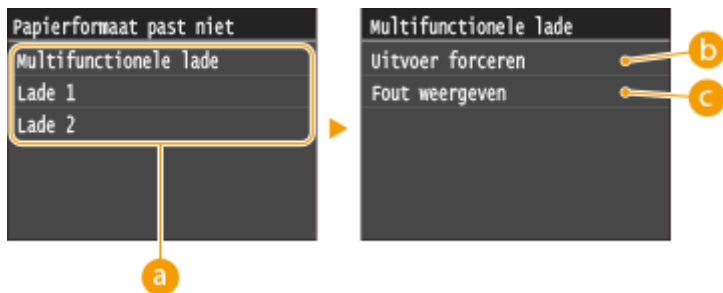 Papierformaat past niet
Multifunctionele lade
Lade 1
Lade 2
a
Multifunctionele lade
Uitvoer forceren
b
Fout weergeven
c